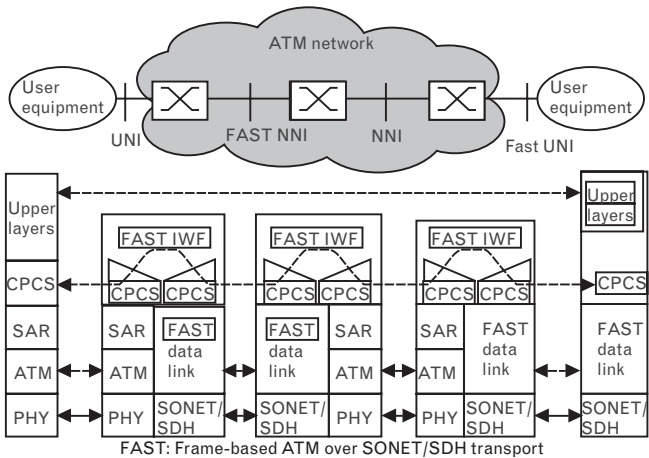 ATM network
User
equipment
User
equipment
UNI
FAST NNI
NNI
Fast UNI
Upper
layers
Upper
layers
FAST IWF
FAST IWF
FAST IWF
CPCS
CPCS
CPCS
CPCS
CPCS
CPCS
CPCS
CPCS
SAR
SAR
FAST
data
link
FAST
data
link
SAR
SAR
FAST
data
link
FAST
data
link
ATM
ATM
ATM
ATM
PHY
PHY
SONET/
SDH
SONET/
SDH
PHY
PHY
SONET/
SDH
SONET/
SDH
FAST: Frame-based ATM over SONET/SDH transport